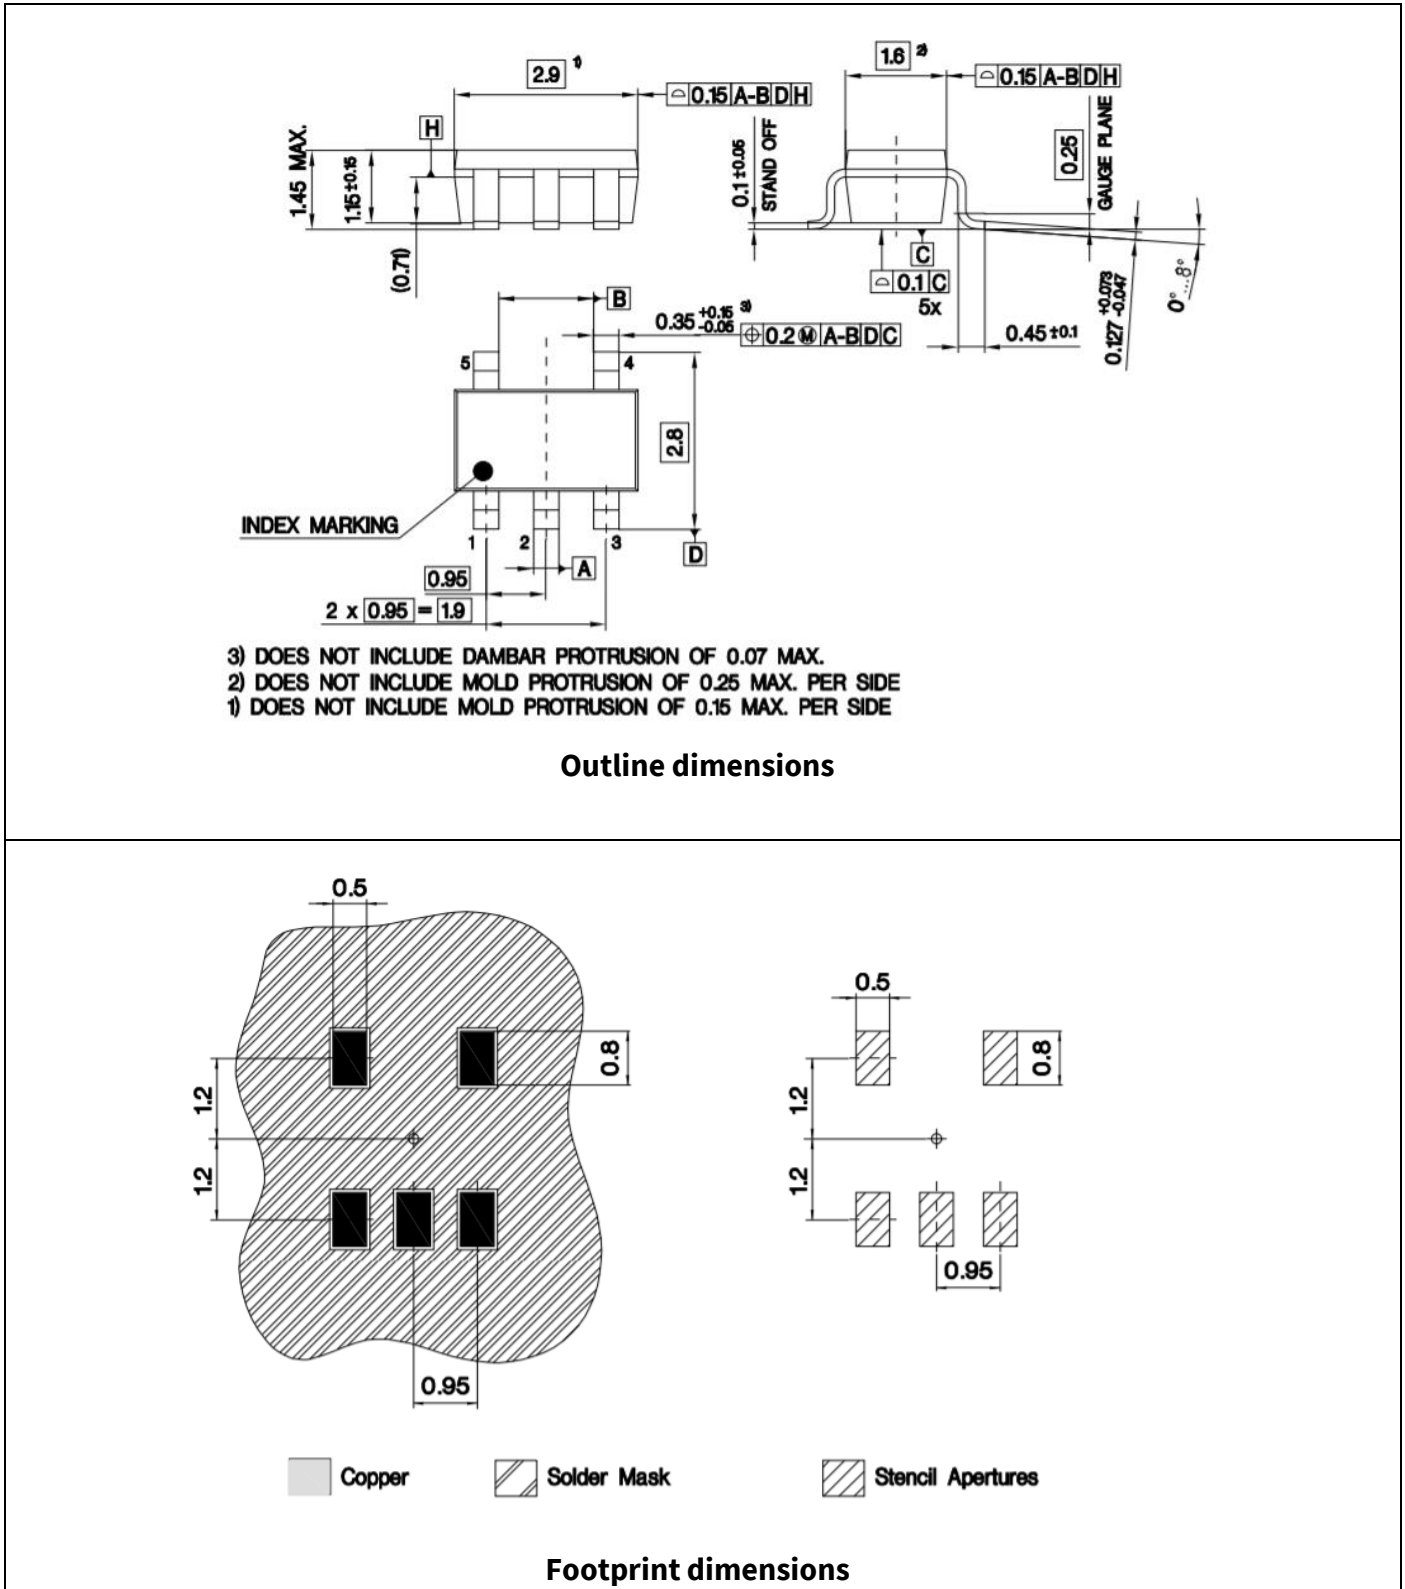 2.9 1)
⌓ 0.15 A-B D H
H
1.45 MAX.
1.15 ±0.15
(0.71)
1.6 2)
⌓ 0.15 A-B D H
0.1 ±0.05
STAND OFF
0.25
GAUGE PLANE
C
⌓ 0.1 C
5x
0.45 ±0.1
0.127 +0.073 -0.047
0°...8°
B
0.35 +0.15 -0.05 3)
⌖ 0.2 Ⓜ A-B D C
5
4
2.8
INDEX MARKING
1
2
3
A
D
0.95
2 x 0.95 = 1.9
3) DOES NOT INCLUDE DAMBAR PROTRUSION OF 0.07 MAX.
2) DOES NOT INCLUDE MOLD PROTRUSION OF 0.25 MAX. PER SIDE
1) DOES NOT INCLUDE MOLD PROTRUSION OF 0.15 MAX. PER SIDE
Outline dimensions
0.5
0.8
1.2
1.2
0.95
0.5
0.8
1.2
1.2
0.95
Copper
Solder Mask
Stencil Apertures
Footprint dimensions